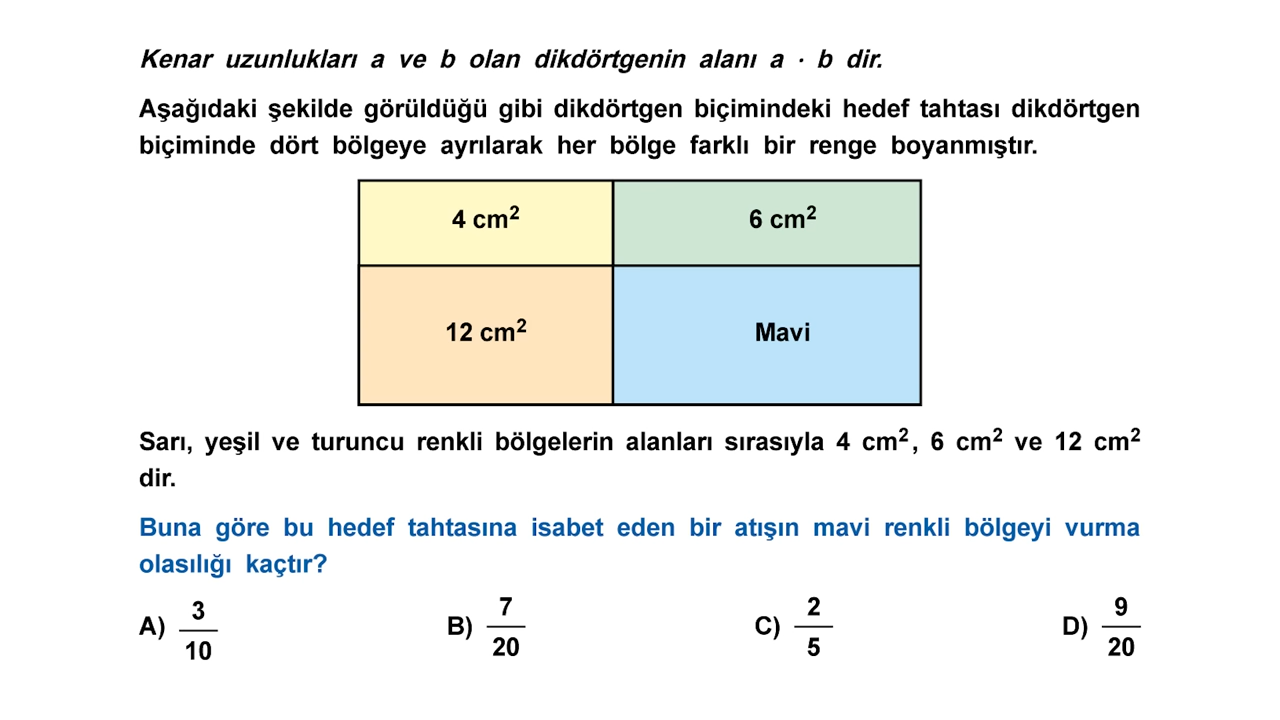 Kenar uzunlukları a ve b olan dikdörtgenin alanı a · b dir.
Aşağıdaki şekilde görüldüğü gibi dikdörtgen biçimindeki hedef tahtası dikdörtgen
biçiminde dört bölgeye ayrılarak her bölge farklı bir renge boyanmıştır.
4 cm² 6 cm²
12 cm² Mavi
Sarı, yeşil ve turuncu renkli bölgelerin alanları sırasıyla 4 cm², 6 cm² ve 12 cm²
dir.
Buna göre bu hedef tahtasına isabet eden bir atışın mavi renkli bölgeyi vurma
olasılığı kaçtır?
A) 3/10 B) 7/20 C) 2/5 D) 9/20